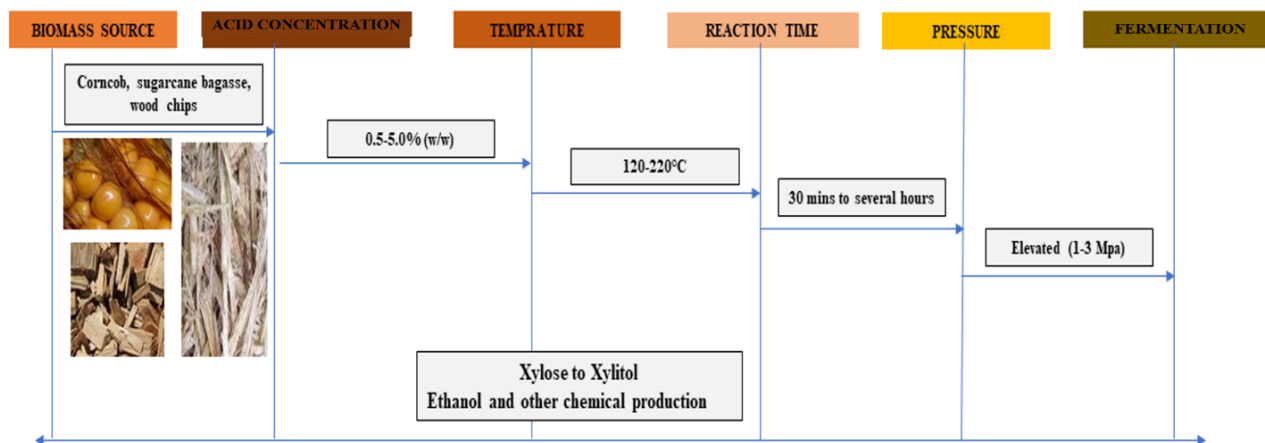 BIOMASS SOURCE
ACID CONCENTRATION
TEMPRATURE
REACTION TIME
PRESSURE
FERMENTATION
Corncob, sugarcane bagasse,
wood chips
0.5-5.0% (w/w)
120-220°C
30 mins to several hours
Elevated (1-3 Mpa)
Xylose to Xylitol
Ethanol and other chemical production